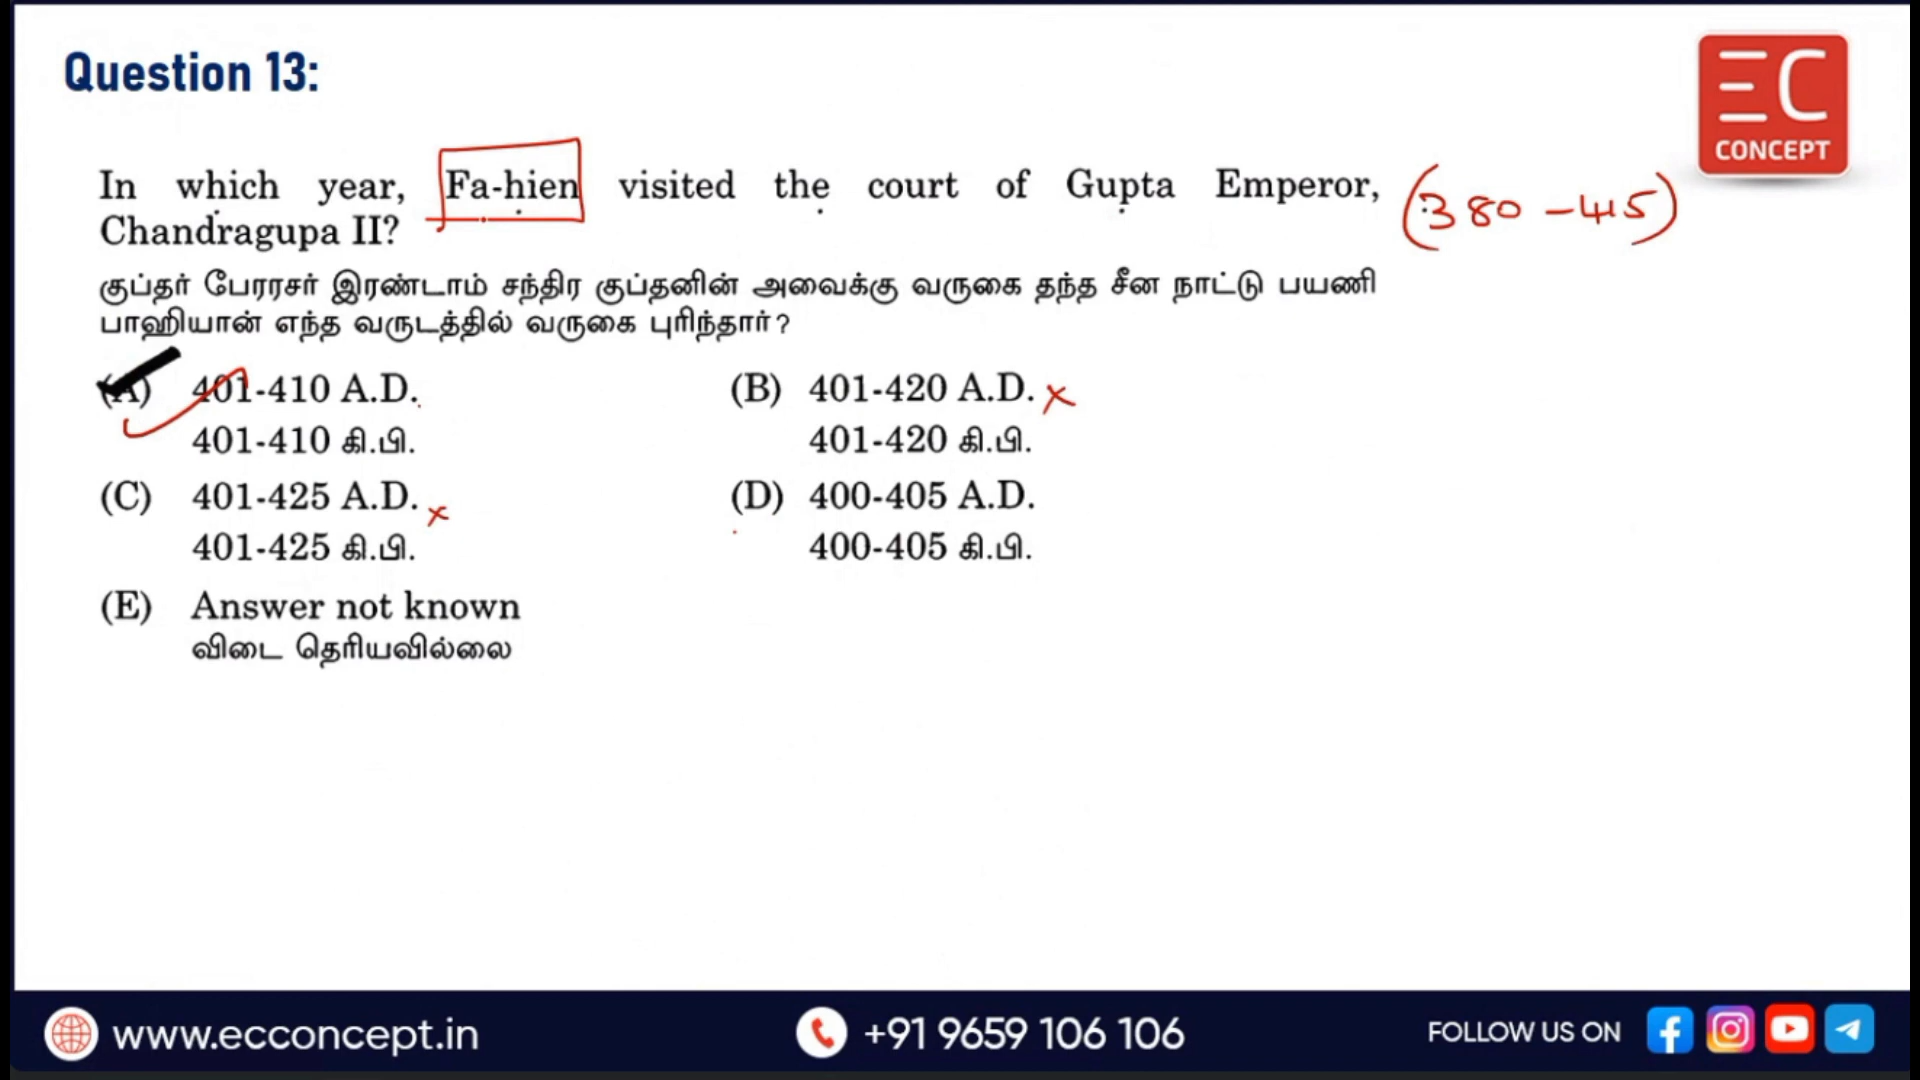 Question 13:
EC
CONCEPT
In which year, Fa-hien visited the court of Gupta Emperor,
(380 - 415)
Chandragupa II?
குப்தர் பேரரசர் இரண்டாம் சந்திர குப்தனின் அவைக்கு வருகை தந்த சீன நாட்டு பயணி
பாஹியான் எந்த வருடத்தில் வருகை புரிந்தார்?
(A) 401-410 A.D.
401-410 கி.பி.
(B) 401-420 A.D. x
401-420 கி.பி.
(C) 401-425 A.D. x
401-425 கி.பி.
(D) 400-405 A.D.
400-405 கி.பி.
(E) Answer not known
விடை தெரியவில்லை
www.ecconcept.in
+91 9659 106 106
FOLLOW US ON